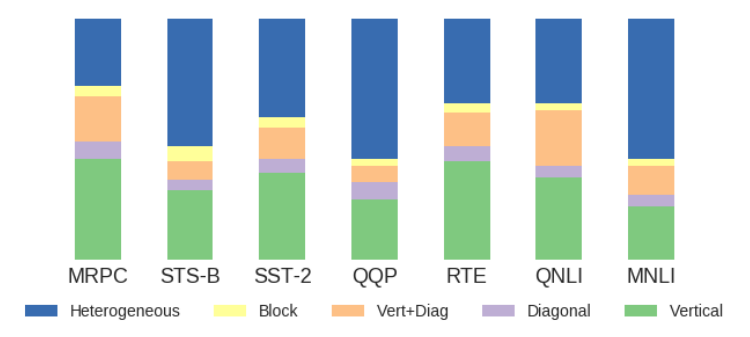 MRPC STS-B SST-2 QQP RTE QNLI MNLI
Heterogeneous Block Vert+Diag Diagonal Vertical